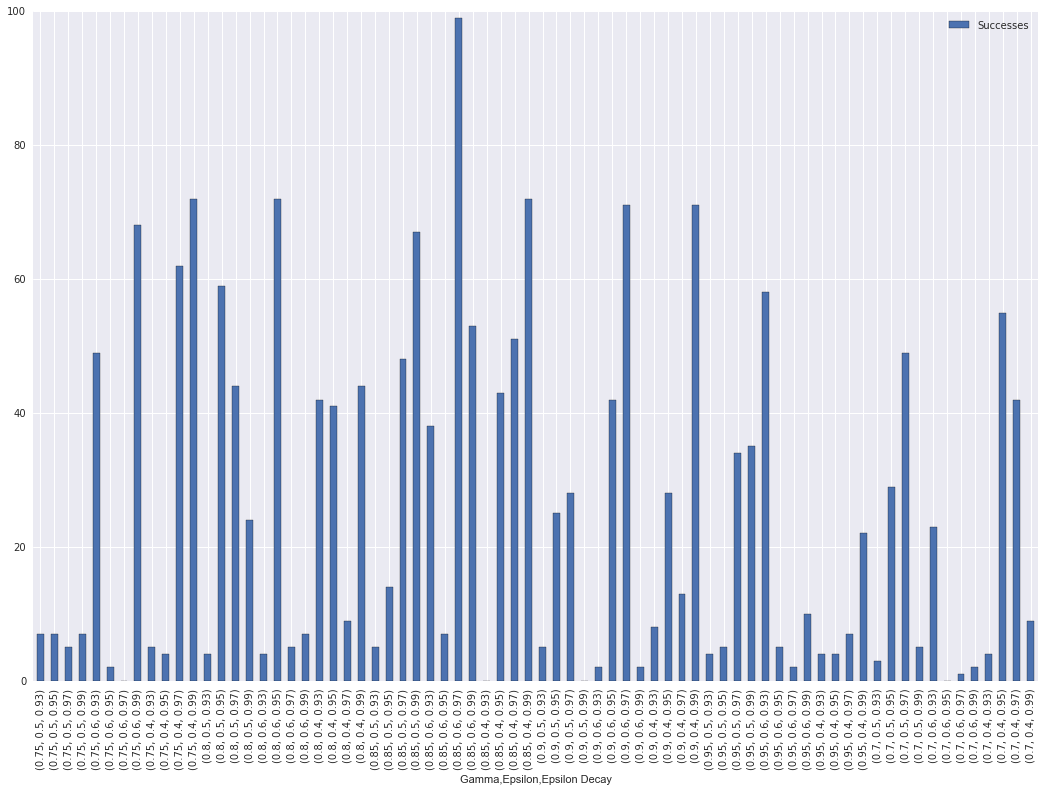 Successes
100
80
60
40
20
0
(0.75, 0.5, 0.93)
(0.75, 0.5, 0.95)
(0.75, 0.5, 0.97)
(0.75, 0.5, 0.99)
(0.75, 0.6, 0.93)
(0.75, 0.6, 0.95)
(0.75, 0.6, 0.97)
(0.75, 0.6, 0.99)
(0.75, 0.4, 0.93)
(0.75, 0.4, 0.95)
(0.75, 0.4, 0.97)
(0.75, 0.4, 0.99)
(0.8, 0.5, 0.93)
(0.8, 0.5, 0.95)
(0.8, 0.5, 0.97)
(0.8, 0.5, 0.99)
(0.8, 0.6, 0.93)
(0.8, 0.6, 0.95)
(0.8, 0.6, 0.97)
(0.8, 0.6, 0.99)
(0.8, 0.4, 0.93)
(0.8, 0.4, 0.95)
(0.8, 0.4, 0.97)
(0.8, 0.4, 0.99)
(0.85, 0.5, 0.93)
(0.85, 0.5, 0.95)
(0.85, 0.5, 0.97)
(0.85, 0.5, 0.99)
(0.85, 0.6, 0.93)
(0.85, 0.6, 0.95)
(0.85, 0.6, 0.97)
(0.85, 0.6, 0.99)
(0.85, 0.4, 0.93)
(0.85, 0.4, 0.95)
(0.85, 0.4, 0.97)
(0.85, 0.4, 0.99)
(0.9, 0.5, 0.93)
(0.9, 0.5, 0.95)
(0.9, 0.5, 0.97)
(0.9, 0.5, 0.99)
(0.9, 0.6, 0.93)
(0.9, 0.6, 0.95)
(0.9, 0.6, 0.97)
(0.9, 0.6, 0.99)
(0.9, 0.4, 0.93)
(0.9, 0.4, 0.95)
(0.9, 0.4, 0.97)
(0.9, 0.4, 0.99)
(0.95, 0.5, 0.93)
(0.95, 0.5, 0.95)
(0.95, 0.5, 0.97)
(0.95, 0.5, 0.99)
(0.95, 0.6, 0.93)
(0.95, 0.6, 0.95)
(0.95, 0.6, 0.97)
(0.95, 0.6, 0.99)
(0.95, 0.4, 0.93)
(0.95, 0.4, 0.95)
(0.95, 0.4, 0.97)
(0.95, 0.4, 0.99)
(0.7, 0.5, 0.93)
(0.7, 0.5, 0.95)
(0.7, 0.5, 0.97)
(0.7, 0.5, 0.99)
(0.7, 0.6, 0.93)
(0.7, 0.6, 0.95)
(0.7, 0.6, 0.97)
(0.7, 0.6, 0.99)
(0.7, 0.4, 0.93)
(0.7, 0.4, 0.95)
(0.7, 0.4, 0.97)
(0.7, 0.4, 0.99)
Gamma,Epsilon,Epsilon Decay